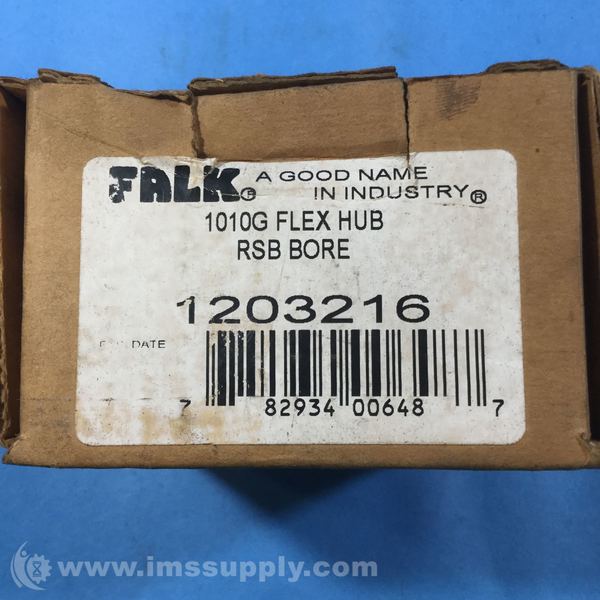 FALK® A GOOD NAME
IN INDUSTRY®
1010G FLEX HUB
RSB BORE
1203216
DATE
7 82934 00648 7
www.imssupply.com